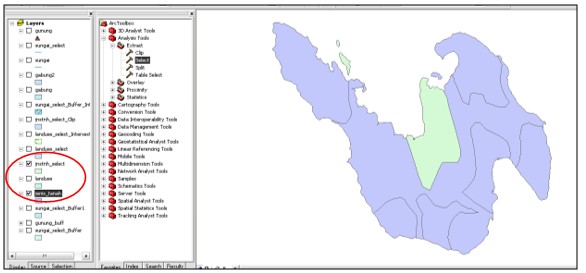 Layers
gunung
sungai_select
sungai
gabung2
gabung
sungai_select_Buffer_Int
jnstnh_select_Clip
landuse_select_Intersect
landuse_select
jnstnh_select
landuse
jenis_tanah
sungai_select_Buffer1
gunung_buff
sungai_select_Buffer
Display Source Selection
ArcToolbox
3D Analyst Tools
Analysis Tools
Extract
Clip
Select
Split
Table Select
Overlay
Proximity
Statistics
Cartography Tools
Conversion Tools
Data Interoperability Tools
Data Management Tools
Geocoding Tools
Geostatistical Analyst Tools
Linear Referencing Tools
Mobile Tools
Multidimension Tools
Network Analyst Tools
Samples
Schematics Tools
Server Tools
Spatial Analyst Tools
Spatial Statistics Tools
Tracking Analyst Tools
Favorites Index Search Results